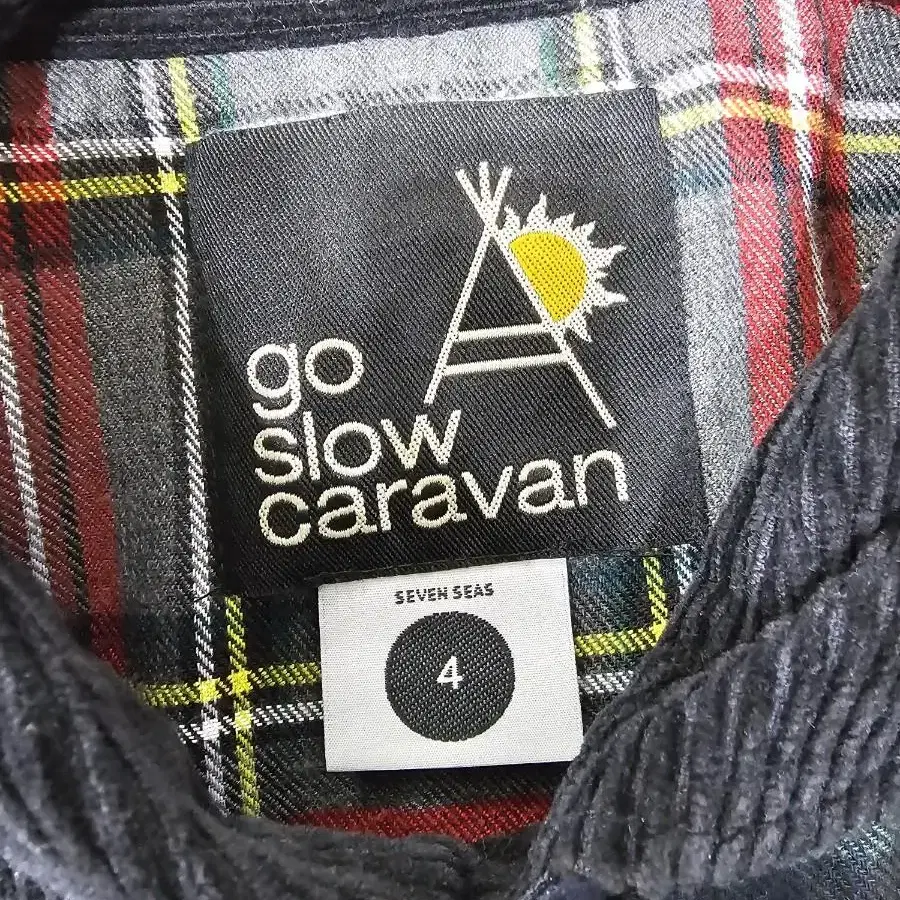 go
slow
caravan
SEVEN SEAS
4